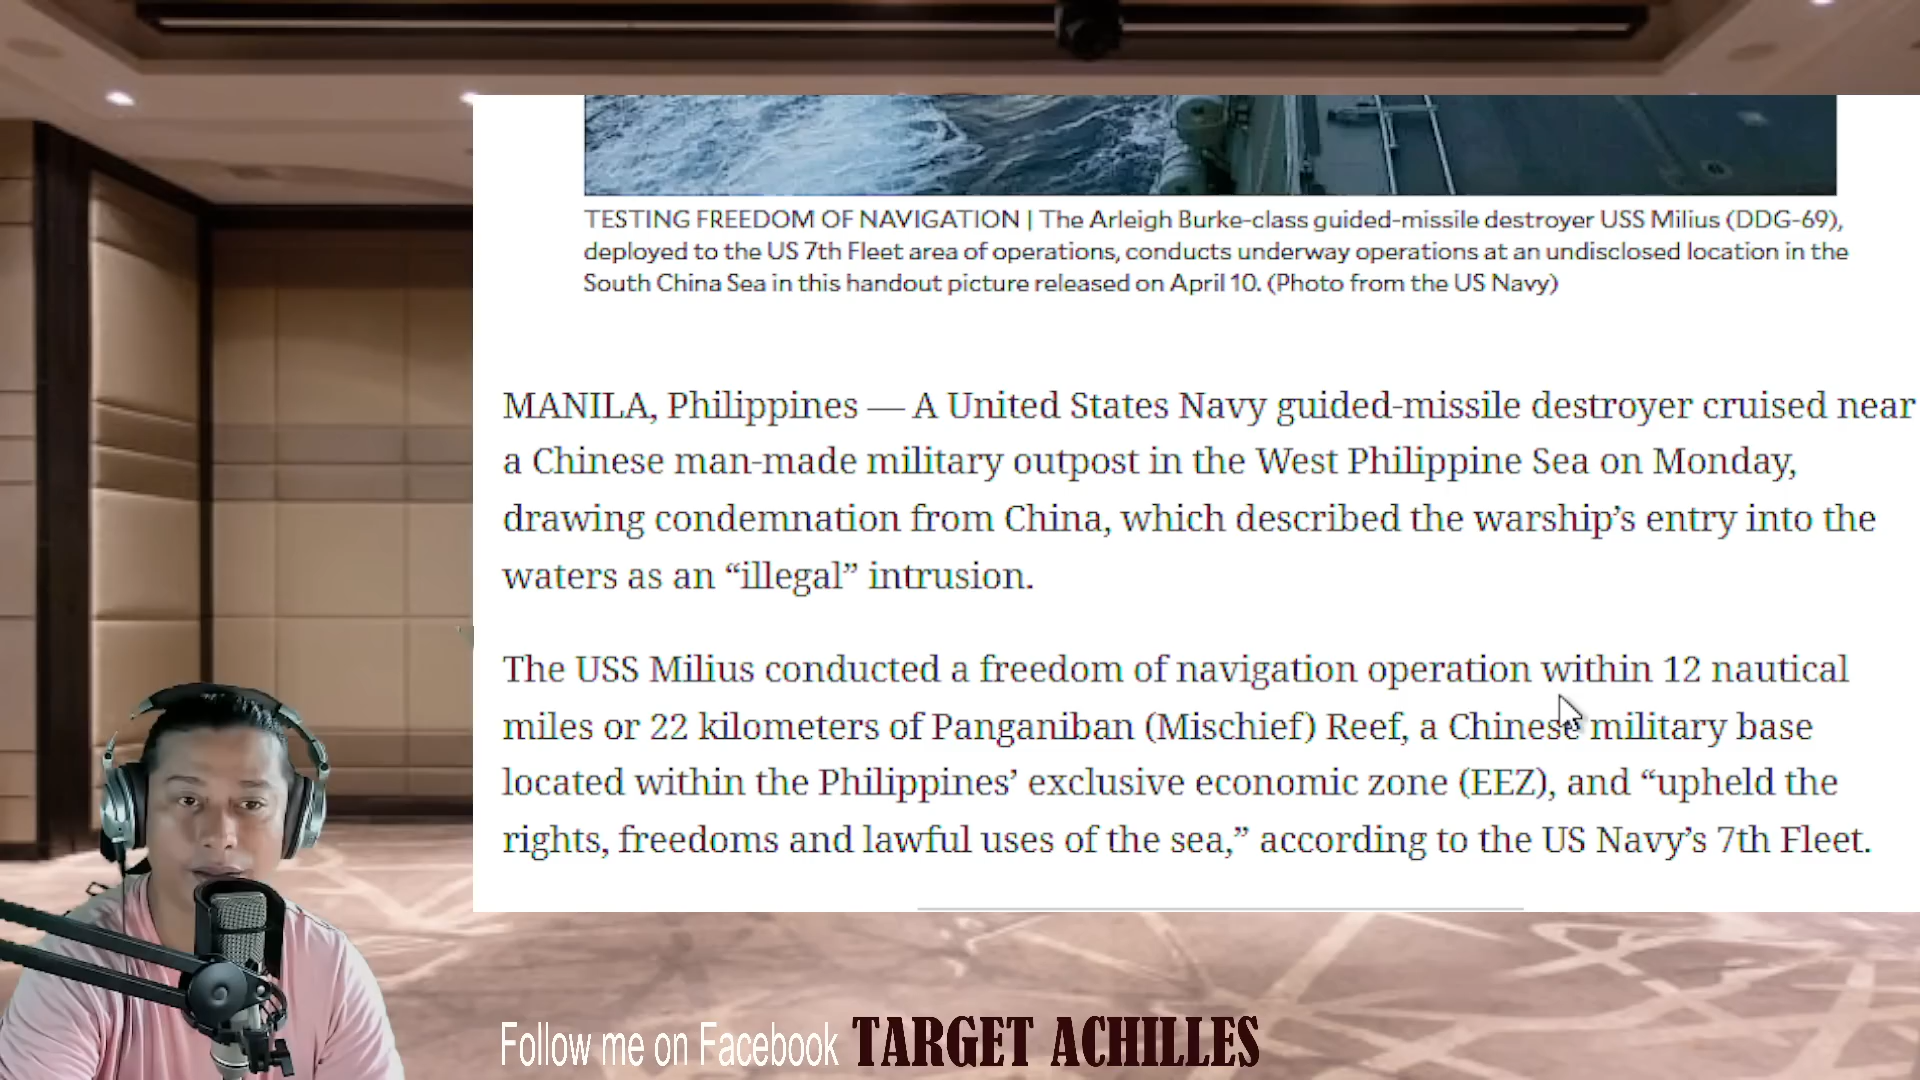 TESTING FREEDOM OF NAVIGATION | The Arleigh Burke-class guided-missile destroyer USS Milius (DDG-69),
deployed to the US 7th Fleet area of operations, conducts underway operations at an undisclosed location in the
South China Sea in this handout picture released on April 10. (Photo from the US Navy)
MANILA, Philippines — A United States Navy guided-missile destroyer cruised near
a Chinese man-made military outpost in the West Philippine Sea on Monday,
drawing condemnation from China, which described the warship’s entry into the
waters as an “illegal” intrusion.
The USS Milius conducted a freedom of navigation operation within 12 nautical
miles or 22 kilometers of Panganiban (Mischief) Reef, a Chinese military base
located within the Philippines’ exclusive economic zone (EEZ), and “upheld the
rights, freedoms and lawful uses of the sea,” according to the US Navy’s 7th Fleet.
Follow me on Facebook TARGET ACHILLES